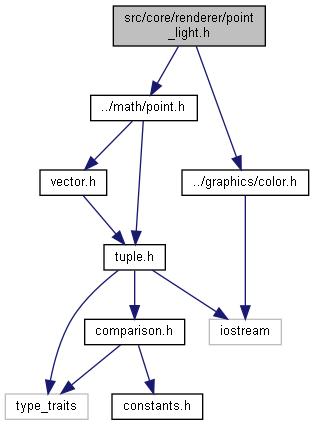 src/core/renderer/point
_light.h
../math/point.h
vector.h
../graphics/color.h
tuple.h
comparison.h
iostream
type_traits
constants.h